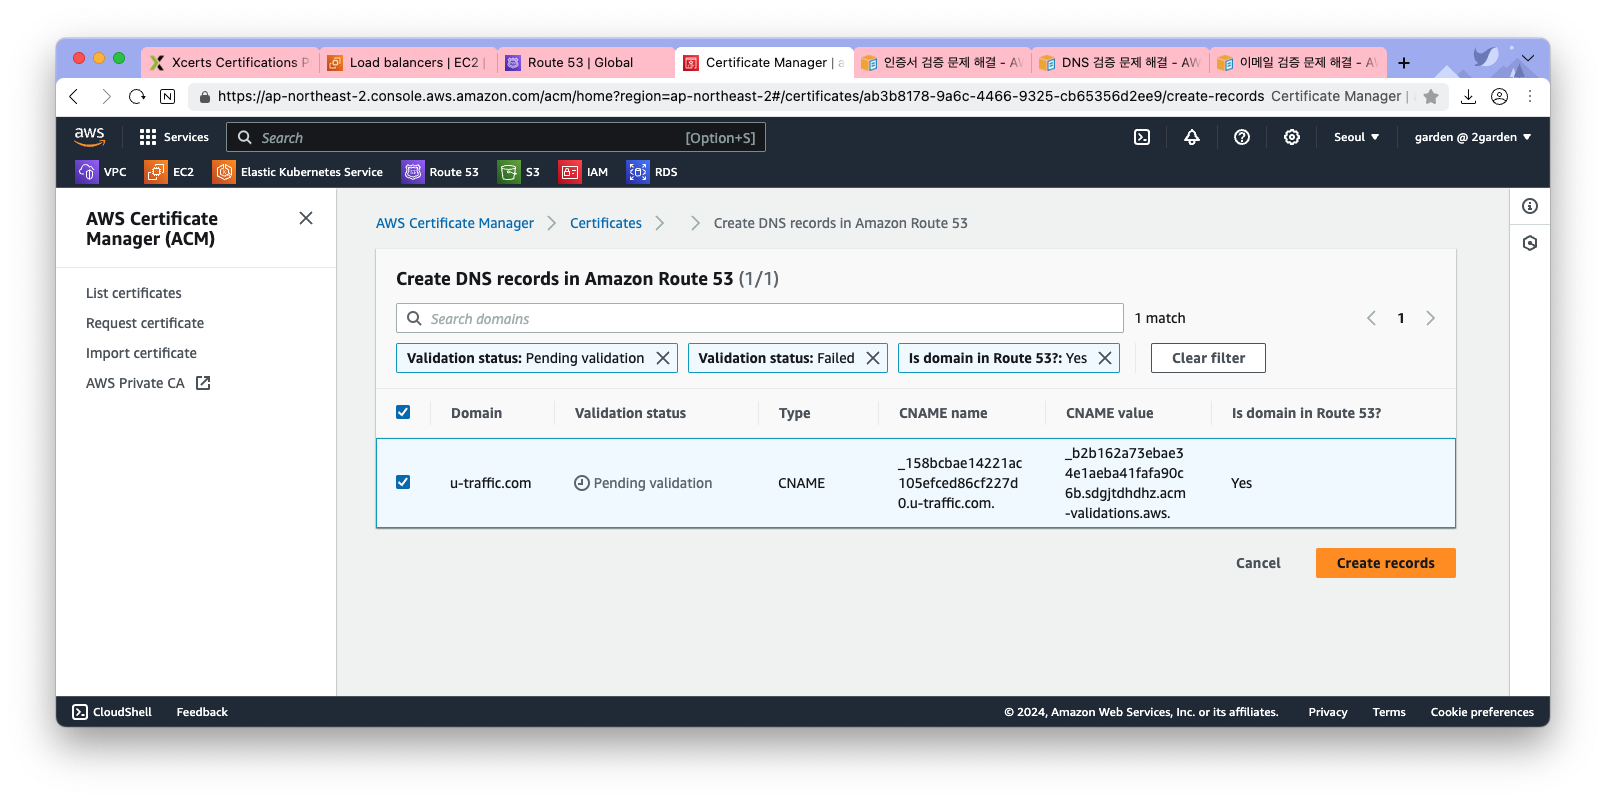 Xcerts Certifications P
Load balancers | EC2 |
Route 53 | Global
Certificate Manager | a
인증서 검증 문제 해결 - AW
DNS 검증 문제 해결 - AW
이메일 검증 문제 해결 - A
https://ap-northeast-2.console.aws.amazon.com/acm/home?region=ap-northeast-2#/certificates/ab3b8178-9a6c-4466-9325-cb65356d2ee9/create-records Certificate Manager |
aws
Services
Search
[Option+S]
Seoul
garden @ 2garden
VPC
EC2
Elastic Kubernetes Service
Route 53
S3
IAM
RDS
AWS Certificate
Manager (ACM)
List certificates
Request certificate
Import certificate
AWS Private CA
AWS Certificate Manager
Certificates
Create DNS records in Amazon Route 53
Create DNS records in Amazon Route 53 (1/1)
Search domains
1 match
1
Validation status: Pending validation
Validation status: Failed
Is domain in Route 53?: Yes
Clear filter
Domain
Validation status
Type
CNAME name
CNAME value
Is domain in Route 53?
u-traffic.com
Pending validation
CNAME
_158bcbae14221ac
105efced86cf227d
0.u-traffic.com.
_b2b162a73ebae3
4e1aeba41fafa90c
6b.sdgjtdhdhz.acm
-validations.aws.
Yes
Cancel
Create records
CloudShell
Feedback
© 2024, Amazon Web Services, Inc. or its affiliates.
Privacy
Terms
Cookie preferences